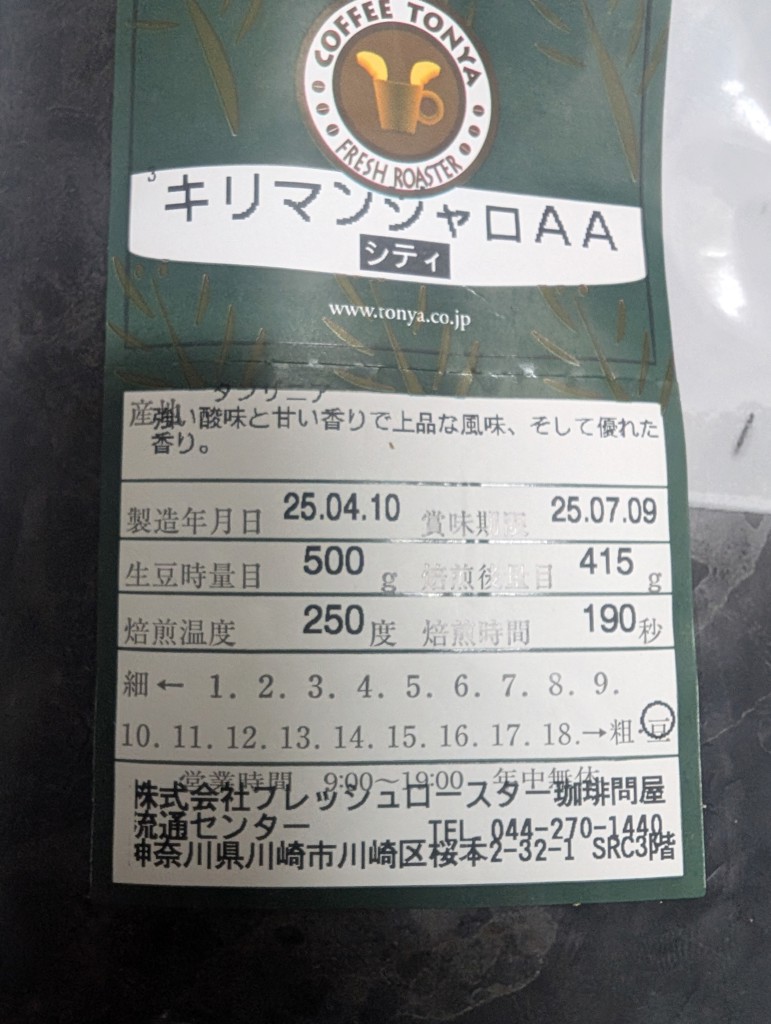 COFFEE TONYA
FRESH ROASTER
3
キリマンジャロAA
シティ
www.tonya.co.jp
産地 タンザニア
強い酸味と甘い香りで上品な風味、そして優れた
香り。
製造年月日 25.04.10 賞味期限 25.07.09
生豆時量目 500 g 焙煎後量目 415 g
焙煎温度 250度 焙煎時間 190秒
細← 1. 2. 3. 4. 5. 6. 7. 8. 9.
10. 11. 12. 13. 14. 15. 16. 17. 18.→粗・豆
営業時間 9:00〜19:00 年中無休
株式会社フレッシュロースター珈琲問屋
流通センター TEL 044-270-1440
神奈川県川崎市川崎区桜本2-32-1 SRC3階